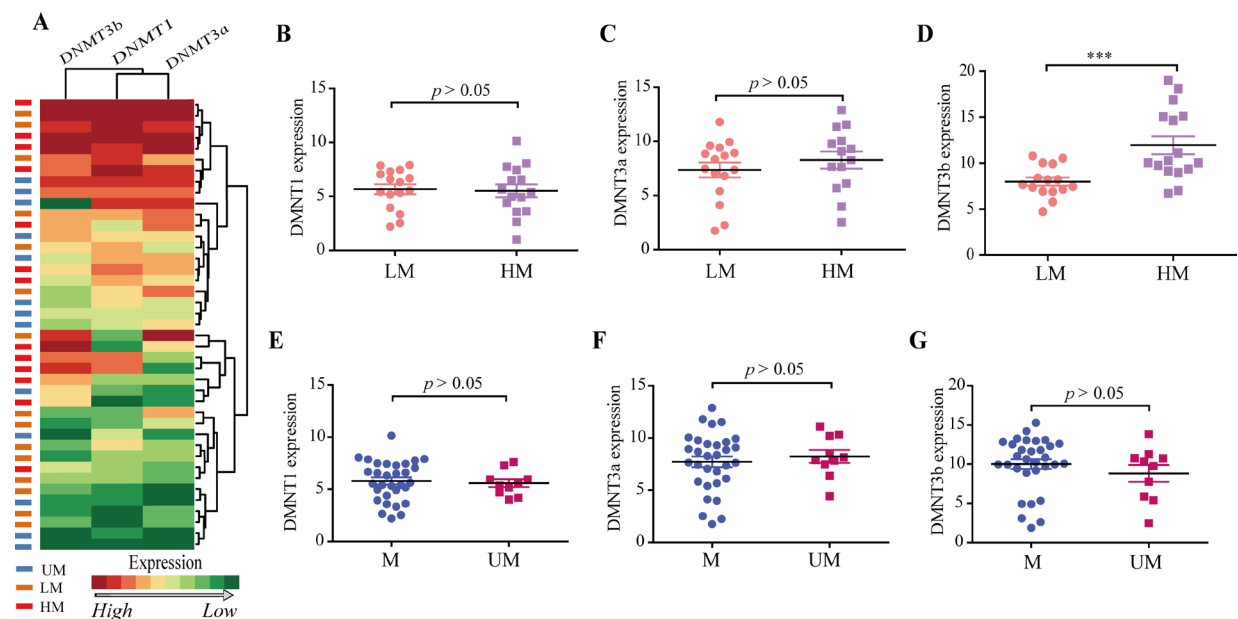 A
DNMT3b
DNMT1
DNMT3a
UM
LM
HM
Expression
High
Low
B
DMNT1 expression
15
10
5
0
p > 0.05
LM
HM
C
DMNT3a expression
15
10
5
0
p > 0.05
LM
HM
D
DMNT3b expression
20
15
10
5
0
***
LM
HM
E
DMNT1 expression
15
10
5
0
p > 0.05
M
UM
F
DMNT3a expression
15
10
5
0
p > 0.05
M
UM
G
DMNT3b expression
20
15
10
5
0
p > 0.05
M
UM